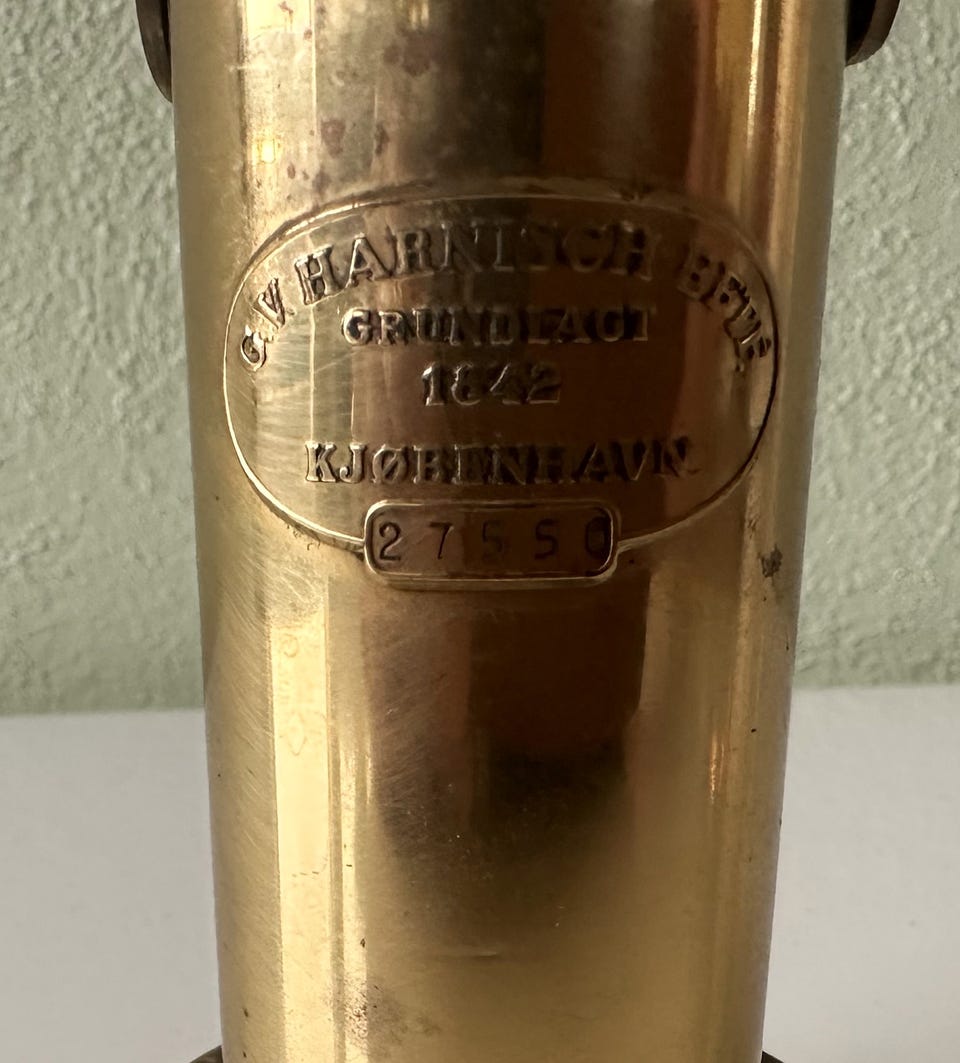 G. V. HARNISCH EFTF.
GRUNDLAGT
1842
KJØBENHAVN.
27550